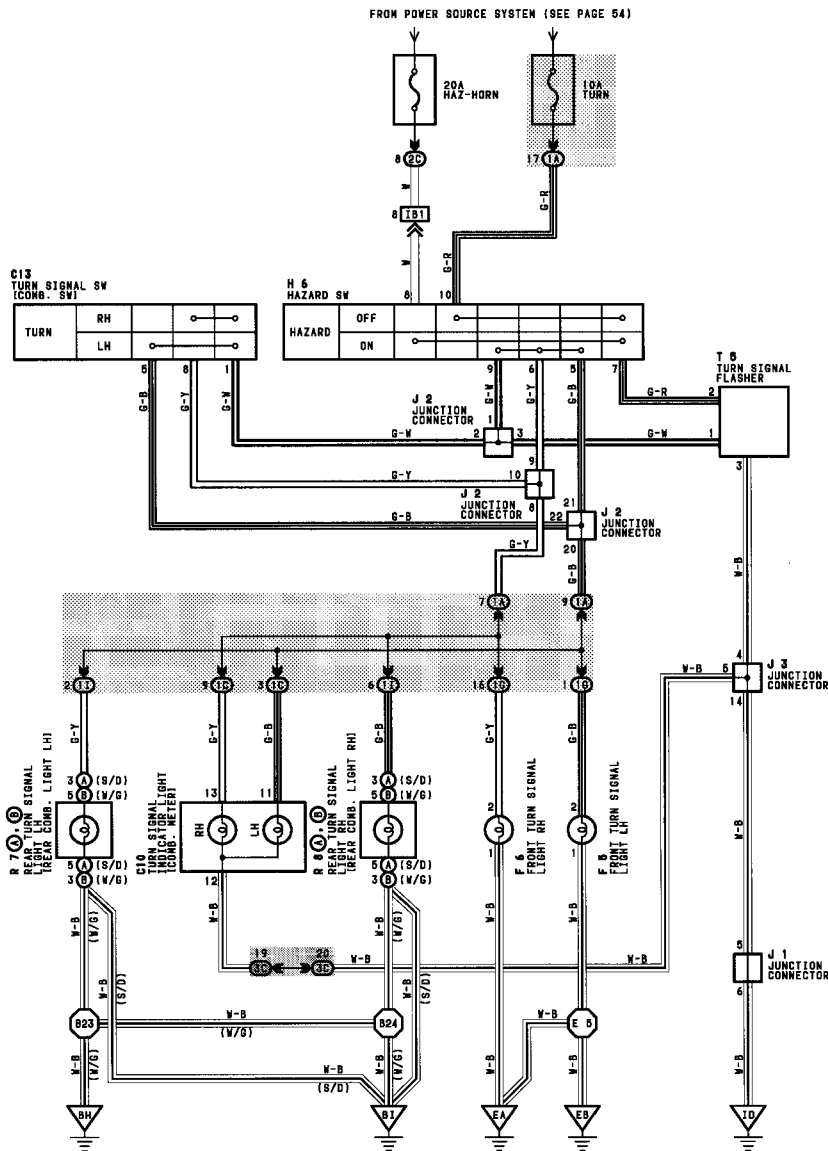 FROM POWER SOURCE SYSTEM (SEE PAGE 54)
20A
HAZ-HORN
10A
TURN
8 2C
17 1A
W
G-R
8 IB1
W
G-R
C13
TURN SIGNAL SW
[COMB. SW]
H 6
HAZARD SW
8 10
TURN
RH
LH
HAZARD
OFF
ON
5 8 1
9 6 5 7
T 5
TURN SIGNAL
FLASHER
G-B
G-Y
G-W
G-W
G-Y
G-B
G-R
2
J 2
JUNCTION
CONNECTOR
1
2
3
G-W
G-W
1
3
9
10
G-Y
8
J 2
JUNCTION
CONNECTOR
21
22
G-B
20
J 2
JUNCTION
CONNECTOR
G-Y
G-B
W-B
7 1A
9 1A
4
W-B
5
J 3
JUNCTION
CONNECTOR
14
2 1I
9 1C
3 1C
6 1I
16 1G
1 1G
G-Y
G-Y
G-B
G-B
G-Y
G-B
3 A (S/D)
5 B (W/G)
13
11
3 A (S/D)
5 B (W/G)
2
2
R 7 A, B
REAR TURN SIGNAL
LIGHT LH
[REAR COMB. LIGHT LH]
RH
LH
C10
TURN SIGNAL
INDICATOR LIGHT
[COMB. METER]
R 8 A, B
REAR TURN SIGNAL
LIGHT RH
[REAR COMB. LIGHT RH]
F 6
FRONT TURN SIGNAL
LIGHT RH
F 5
FRONT TURN SIGNAL
LIGHT LH
5 A (S/D)
3 B (W/G)
12
5 A (S/D)
3 B (W/G)
1
1
W-B
W-B
(W/G)
W-B
(S/D)
W-B
W-B
(W/G)
W-B
(S/D)
19
3C
20
3C
W-B
W-B
5
J 1
JUNCTION
CONNECTOR
6
B23
W-B
(W/G)
B24
W-B
E 5
W-B
(W/G)
W-B
(S/D)
W-B
(W/G)
W-B
W-B
W-B
BH
BI
EA
EB
ID